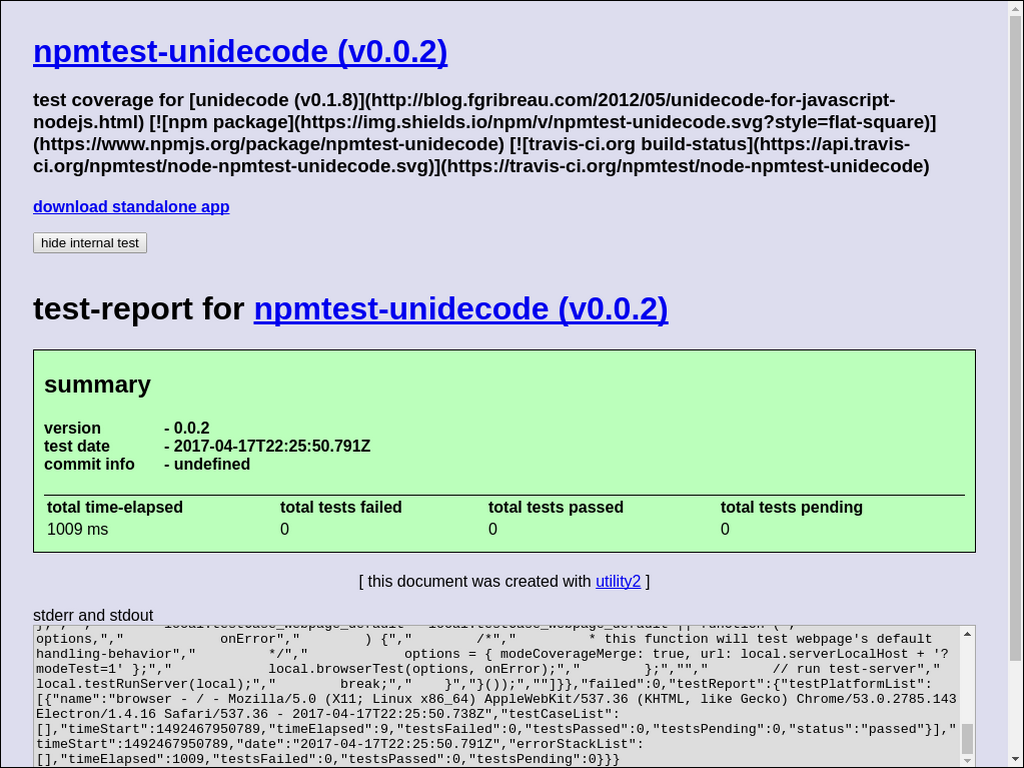 npmtest-unidecode (v0.0.2)
test coverage for [unidecode (v0.1.8)](http://blog.fgribreau.com/2012/05/unidecode-for-javascript-
nodejs.html) [![npm package](https://img.shields.io/npm/v/npmtest-unidecode.svg?style=flat-square)]
(https://www.npmjs.org/package/npmtest-unidecode) [![travis-ci.org build-status](https://api.travis-
ci.org/npmtest/node-npmtest-unidecode.svg)](https://travis-ci.org/npmtest/node-npmtest-unidecode)
download standalone app
hide internal test
test-report for npmtest-unidecode (v0.0.2)
summary
version - 0.0.2
test date - 2017-04-17T22:25:50.791Z
commit info - undefined
total time-elapsed total tests failed total tests passed total tests pending
1009 ms 0 0 0
[ this document was created with utility2 ]
stderr and stdout
options,","            onError","        ) {","        /*","         * this function will test webpage's default
handling-behavior","         */","            options = { modeCoverageMerge: true, url: local.serverLocalHost + '?
modeTest=1' };","            local.browserTest(options, onError);","        };","","        // run test-server","
local.testRunServer(local);","        break;","    }","}());",""]}},"failed":0,"testReport":{"testPlatformList":
[{"name":"browser - / - Mozilla/5.0 (X11; Linux x86_64) AppleWebKit/537.36 (KHTML, like Gecko) Chrome/53.0.2785.143
Electron/1.4.16 Safari/537.36 - 2017-04-17T22:25:50.738Z","testCaseList":
[],"timeStart":1492467950789,"timeElapsed":9,"testsFailed":0,"testsPassed":0,"testsPending":0,"status":"passed"}],"
timeStart":1492467950789,"date":"2017-04-17T22:25:50.791Z","errorStackList":
[],"timeElapsed":1009,"testsFailed":0,"testsPassed":0,"testsPending":0}}}